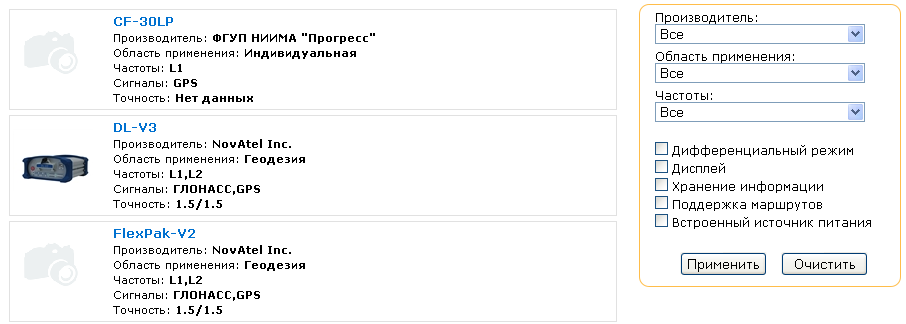 CF-30LP
Производитель: ФГУП НИИМА "Прогресс"
Область применения: Индивидуальная
Частоты: L1
Сигналы: GPS
Точность: Нет данных
DL-V3
Производитель: NovAtel Inc.
Область применения: Геодезия
Частоты: L1,L2
Сигналы: ГЛОНАСС,GPS
Точность: 1.5/1.5
FlexPak-V2
Производитель: NovAtel Inc.
Область применения: Геодезия
Частоты: L1,L2
Сигналы: ГЛОНАСС,GPS
Точность: 1.5/1.5
Производитель:
Все
Область применения:
Все
Частоты:
Все
Дифференциальный режим
Дисплей
Хранение информации
Поддержка маршрутов
Встроенный источник питания
Применить Очистить